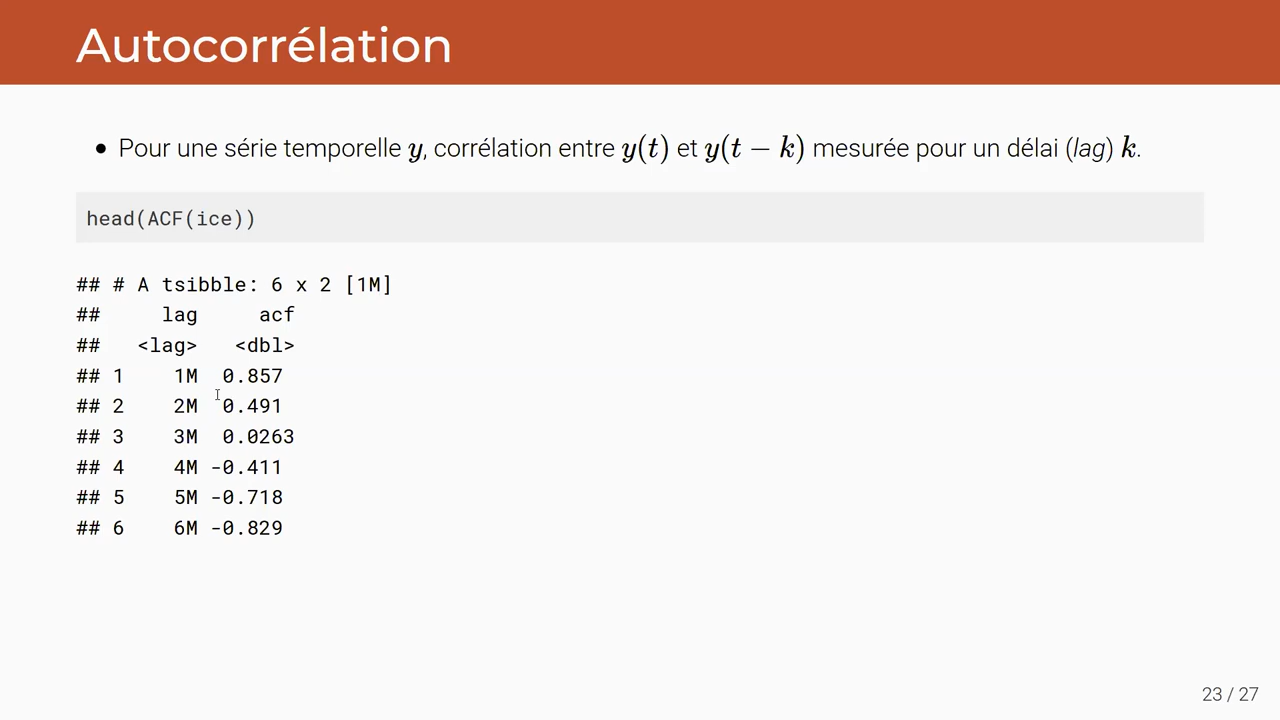 Autocorrélation
• Pour une série temporelle y, corrélation entre y(t) et y(t − k) mesurée pour un délai (lag) k.
head(ACF(ice))
## # A tsibble: 6 x 2 [1M]
##     lag     acf
##   <lag>   <dbl>
## 1    1M  0.857
## 2    2M  0.491
## 3    3M  0.0263
## 4    4M -0.411
## 5    5M -0.718
## 6    6M -0.829
23 / 27